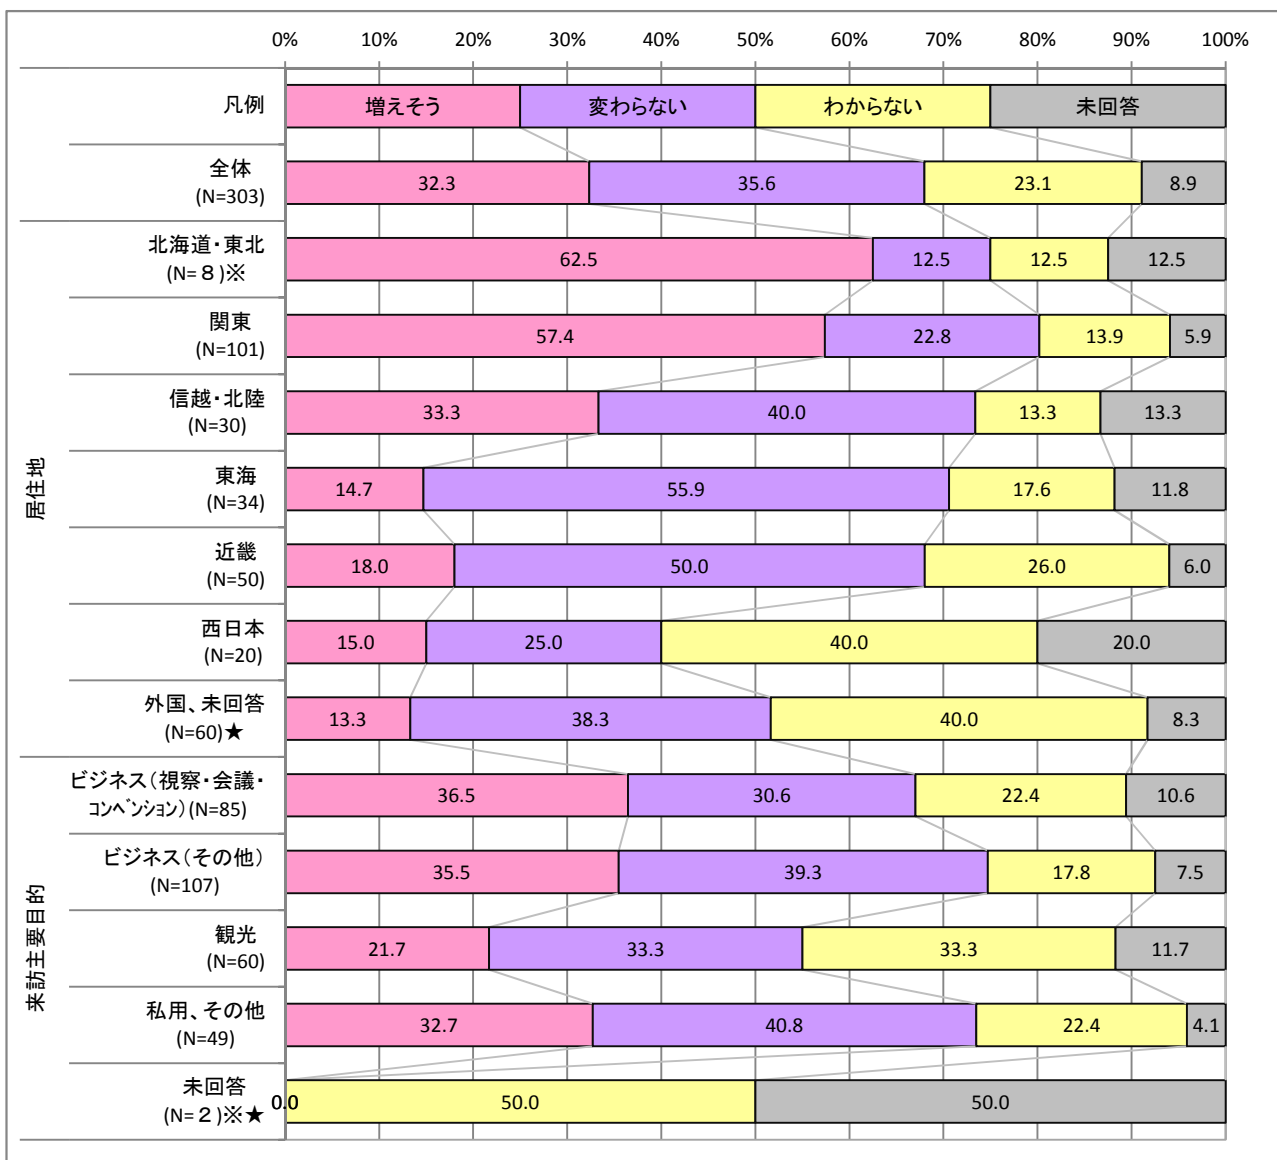 0% 10% 20% 30% 40% 50% 60% 70% 80% 90% 100%
凡例 増えそう 変わらない わからない 未回答
全体
(N=303)
32.3 35.6 23.1 8.9
居住地
北海道・東北
(N=８)※
62.5 12.5 12.5 12.5
関東
(N=101)
57.4 22.8 13.9 5.9
信越・北陸
(N=30)
33.3 40.0 13.3 13.3
東海
(N=34)
14.7 55.9 17.6 11.8
近畿
(N=50)
18.0 50.0 26.0 6.0
西日本
(N=20)
15.0 25.0 40.0 20.0
外国、未回答
(N=60)★
13.3 38.3 40.0 8.3
来訪主要目的
ビジネス（視察・会議・
ｺﾝﾍﾞﾝｼｮﾝ）(N=85)
36.5 30.6 22.4 10.6
ビジネス（その他）
(N=107)
35.5 39.3 17.8 7.5
観光
(N=60)
21.7 33.3 33.3 11.7
私用、その他
(N=49)
32.7 40.8 22.4 4.1
未回答
(N=２)※★
0.0 0.0 50.0 50.0